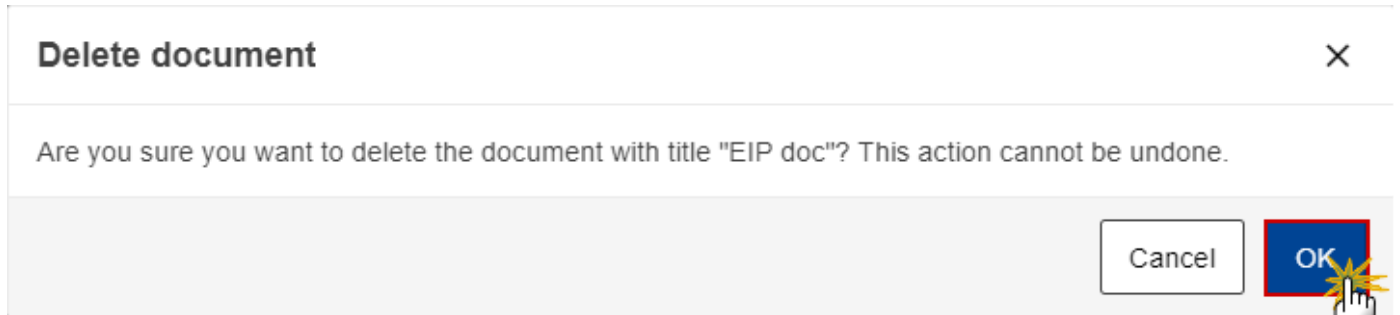 Delete document
Are you sure you want to delete the document with title "EIP doc"? This action cannot be undone.
Cancel
OK